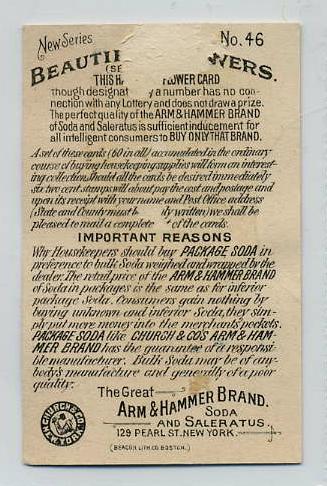 New Series No. 46
BEAUTI WERS.
(SE
THIS H LOWER CARD
though designat y a number has no con-
nection with any Lottery and does not draw a prize.
The perfect quality of the ARM & HAMMER BRAND
of Soda and Saleratus is sufficient inducement for
all intelligent consumers to BUY ONLY THAT BRAND.
A set of these cards (60 in all) accumulated in the ordinary
course of buying housekeeping supplies will form an interest-
ing collection. Should all the cards be desired immediately
six two cent stamps will about pay the cost and postage and
upon its receipt with your name and Post Office address
(State and County must b ly written) we shall be
pleased to mail a complete of the cards.
IMPORTANT REASONS
Why Housekeepers should buy PACKAGE SODA in
preference to bulk Soda weighed and wrapped by the
dealer. The retail price of the ARM & HAMMER BRAND
of Soda in packages is the same as for inferior
package Soda. Consumers gain nothing by
buying unknown and inferior Soda, they sim-
ply put more money into the merchants pockets.
PACKAGE SODA like CHURCH & CO'S ARM & HAM-
MER BRAND has the guarantee of a responsi-
ble manufacturer. Bulk Soda may be of any-
body's manufacture and generally of a poor
quality.
The Great
ARM & HAMMER BRAND.
SODA
AND SALERATUS.
129 PEARL ST. NEW YORK.
CHURCH & CO.
NEW YORK
(BEACON LITH. CO. BOSTON.)